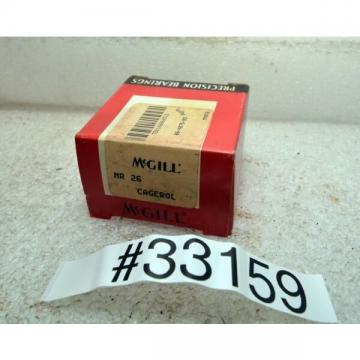 PRECISION BEARINGS
McGILL
MR 26
CAGEROL
McGILL
#33159